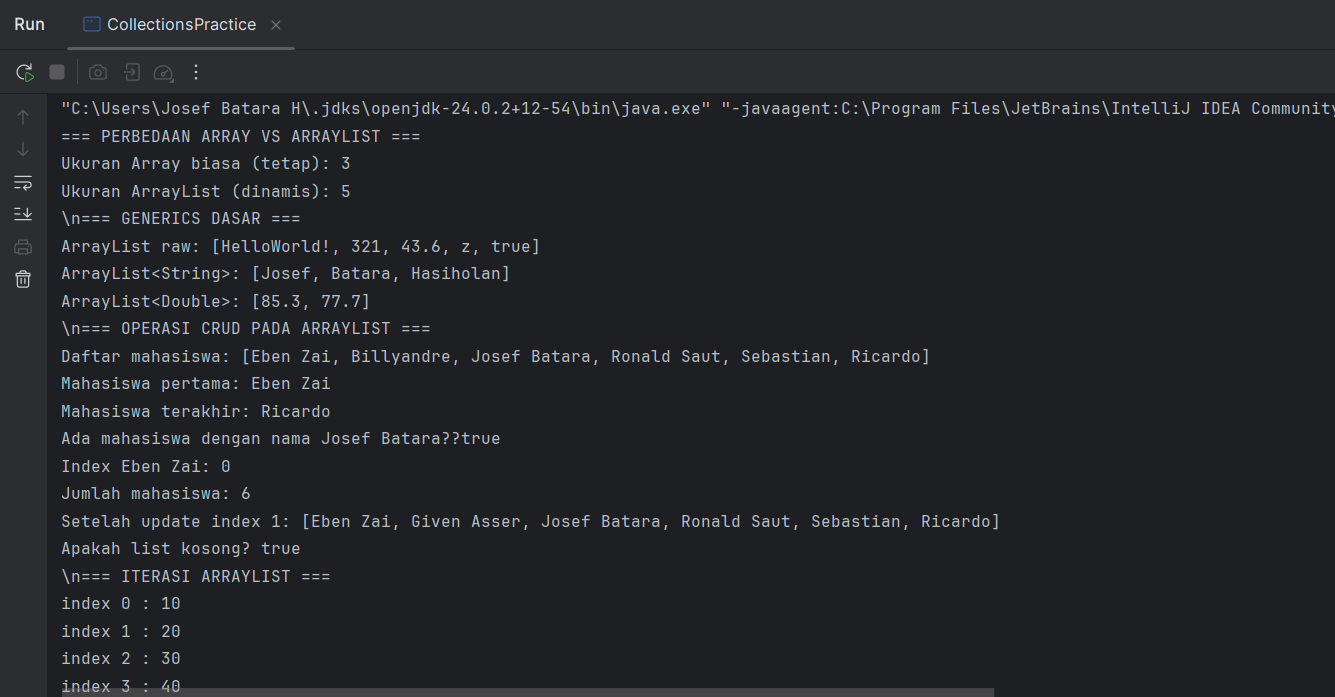 Run
CollectionsPractice
"C:\Users\Josef Batara H\.jdks\openjdk-24.0.2+12-54\bin\java.exe" "-javaagent:C:\Program Files\JetBrains\IntelliJ IDEA Community
=== PERBEDAAN ARRAY VS ARRAYLIST ===
Ukuran Array biasa (tetap): 3
Ukuran ArrayList (dinamis): 5
\n=== GENERICS DASAR ===
ArrayList raw: [HelloWorld!, 321, 43.6, z, true]
ArrayList<String>: [Josef, Batara, Hasiholan]
ArrayList<Double>: [85.3, 77.7]
\n=== OPERASI CRUD PADA ARRAYLIST ===
Daftar mahasiswa: [Eben Zai, Billyandre, Josef Batara, Ronald Saut, Sebastian, Ricardo]
Mahasiswa pertama: Eben Zai
Mahasiswa terakhir: Ricardo
Ada mahasiswa dengan nama Josef Batara??true
Index Eben Zai: 0
Jumlah mahasiswa: 6
Setelah update index 1: [Eben Zai, Given Asser, Josef Batara, Ronald Saut, Sebastian, Ricardo]
Apakah list kosong? true
\n=== ITERASI ARRAYLIST ===
index 0 : 10
index 1 : 20
index 2 : 30
index 3 : 40